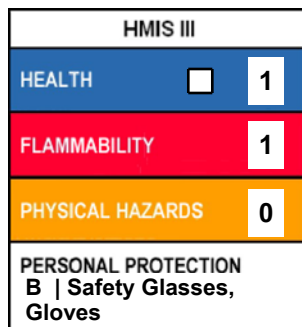 HMIS III
HEALTH 1
FLAMMABILITY 1
PHYSICAL HAZARDS 0
PERSONAL PROTECTION
B | Safety Glasses,
Gloves